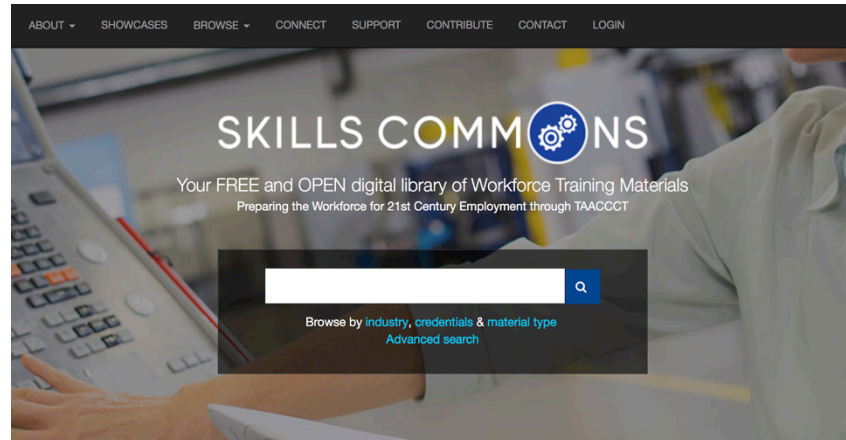 ABOUT SHOWCASES BROWSE CONNECT SUPPORT CONTRIBUTE CONTACT LOGIN
SKILLS COMMONS
Your FREE and OPEN digital library of Workforce Training Materials
Preparing the Workforce for 21st Century Employment through TAACCCT
Browse by industry, credentials & material type
Advanced search